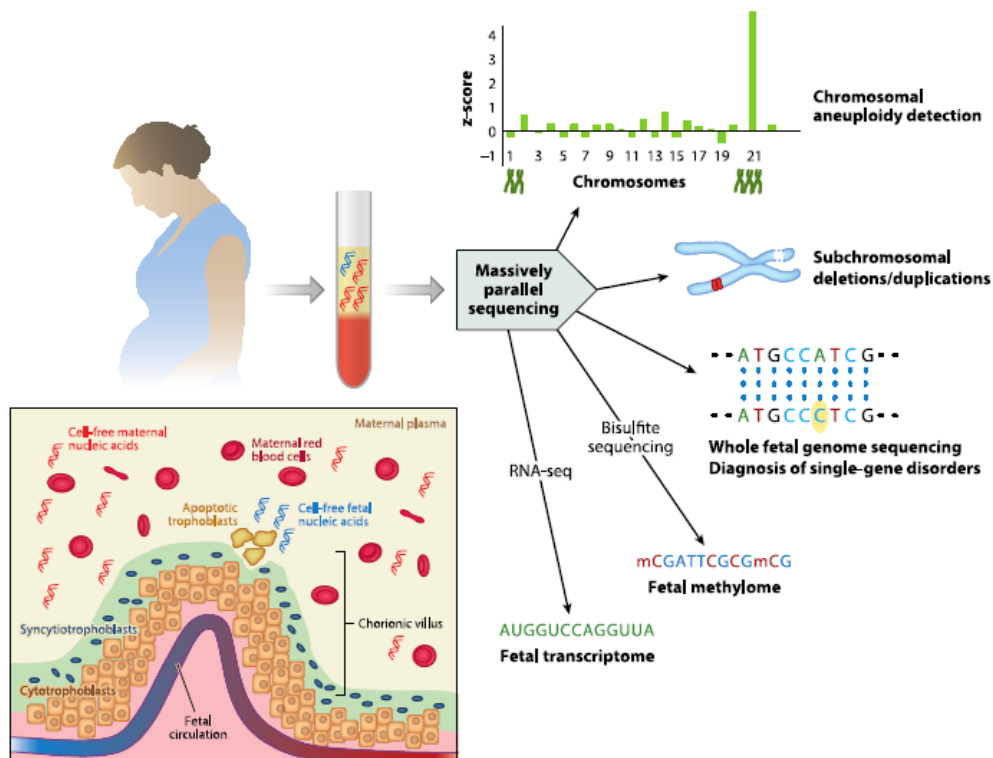 4
3
2
1
0
−1
z-score
1 3 5 7 9 11 13 15 17 19 21
Chromosomes
Chromosomal
aneuploidy detection
Massively
parallel
sequencing
Subchromosomal
deletions/duplications
A T G C C A T C G
A T G C C C T C G
Whole fetal genome sequencing
Diagnosis of single-gene disorders
Bisulfite
sequencing
RNA-seq
mCGATTCGCGmCG
Fetal methylome
AUGGUCCAGGUUA
Fetal transcriptome
Maternal plasma
Cell-free maternal
nucleic acids
Maternal red
blood cells
Apoptotic
trophoblasts
Cell-free fetal
nucleic acids
Syncytiotrophoblasts
Chorionic villus
Cytotrophoblasts
Fetal
circulation